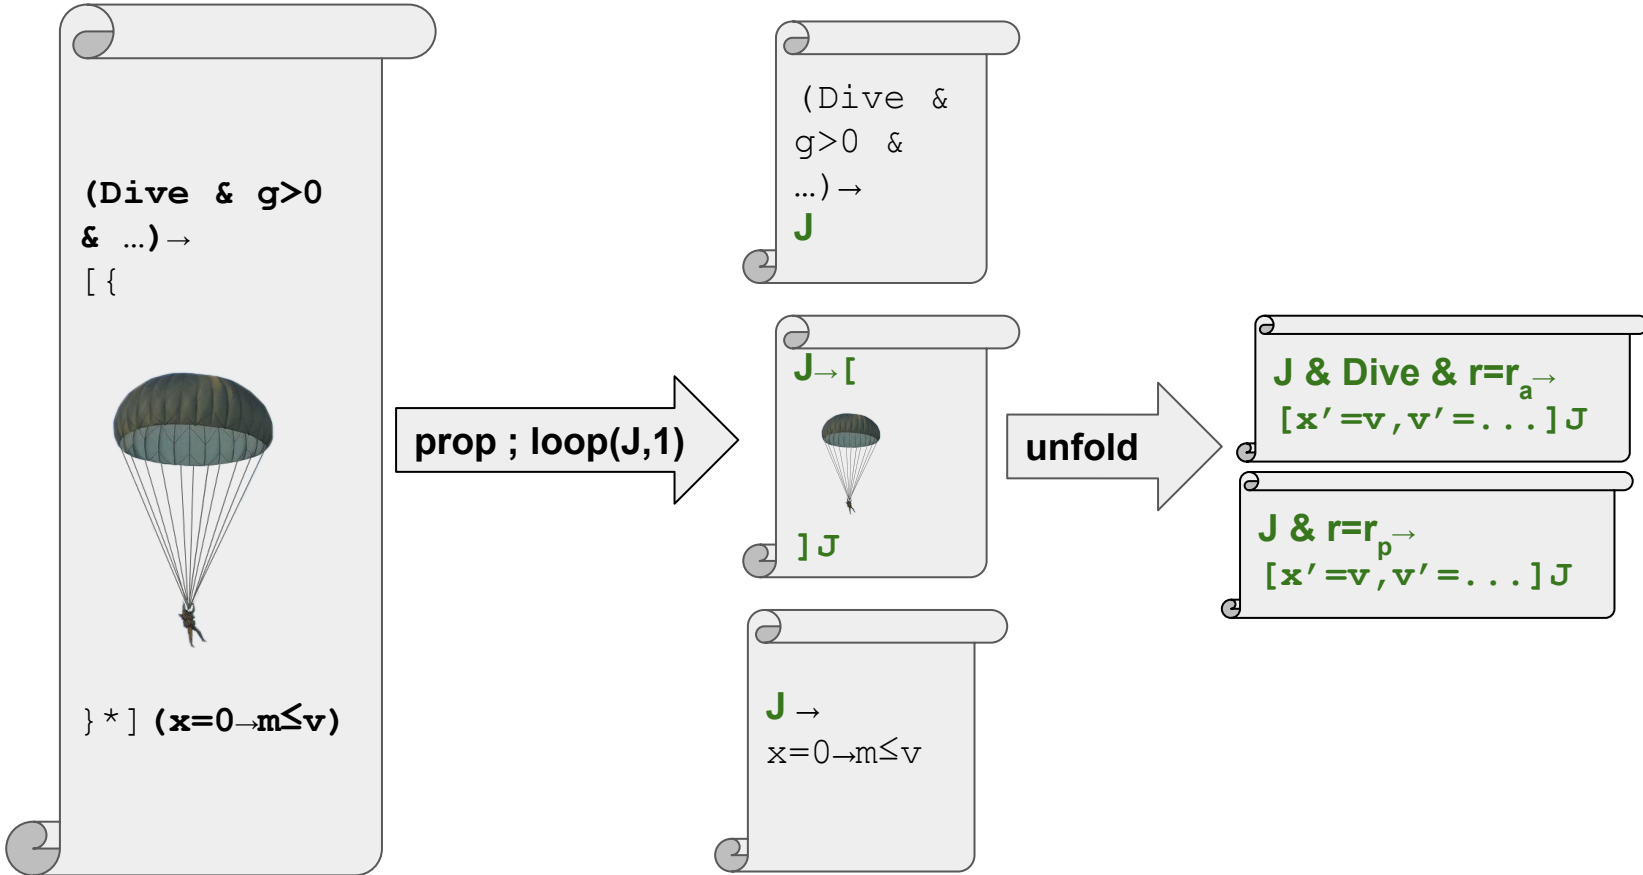 (Dive & g>0
& …)→
[{
}*](x=0→m≤v)
prop ; loop(J,1)
(Dive &
g>0 &
…)→
J
J→[
]J
J →
x=0→m≤v
unfold
J & Dive & r=rₐ→
[x′=v,v′=...]J
J & r=rₚ→
[x′=v,v′=...]J